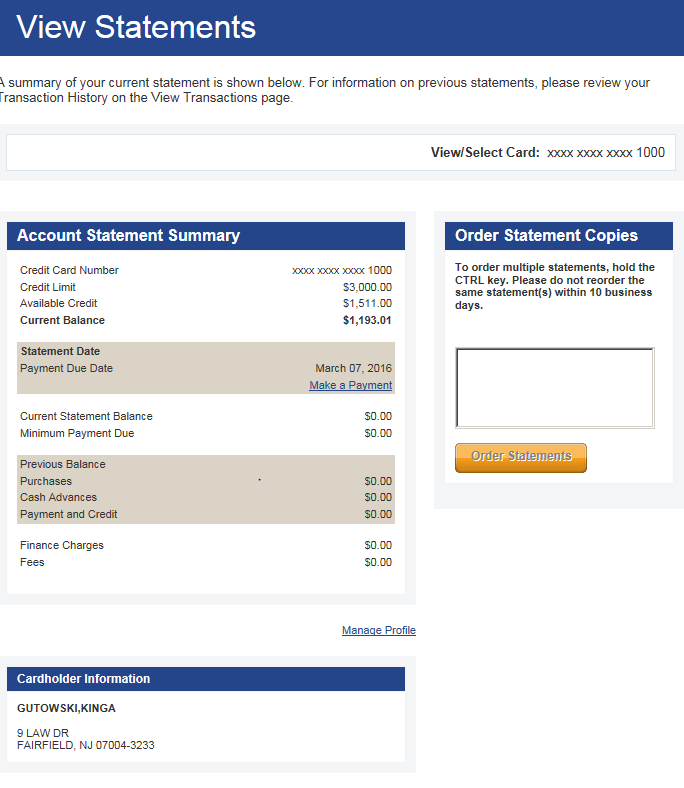 View Statements
A summary of your current statement is shown below. For information on previous statements, please review your
Transaction History on the View Transactions page.
View/Select Card: xxxx xxxx xxxx 1000
Account Statement Summary
Credit Card Number xxxx xxxx xxxx 1000
Credit Limit $3,000.00
Available Credit $1,511.00
Current Balance $1,193.01
Statement Date
Payment Due Date March 07, 2016
Make a Payment
Current Statement Balance $0.00
Minimum Payment Due $0.00
Previous Balance
Purchases $0.00
Cash Advances $0.00
Payment and Credit $0.00
Finance Charges $0.00
Fees $0.00
Order Statement Copies
To order multiple statements, hold the
CTRL key. Please do not reorder the
same statement(s) within 10 business
days.
Order Statements
Manage Profile
Cardholder Information
GUTOWSKI,KINGA
9 LAW DR
FAIRFIELD, NJ 07004-3233